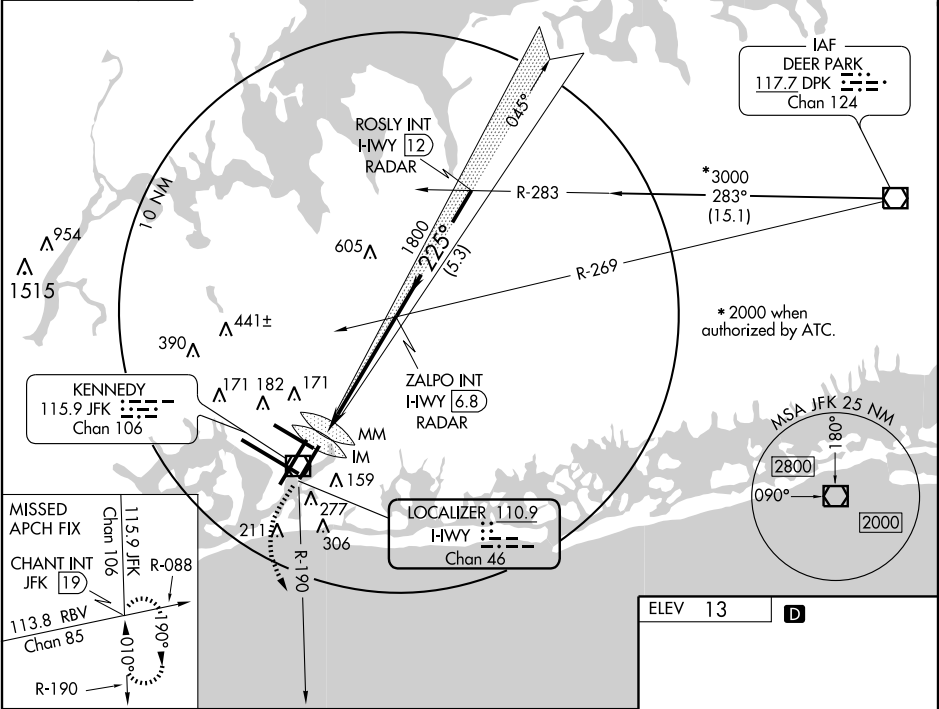 IAF
DEER PARK
117.7 DPK
Chan 124
ROSLY INT
I-IWY 12
RADAR
045°
*3000
283°
(15.1)
R-283
10 NM
954
1515
605
1800
225°
(5.3)
R-269
* 2000 when
authorized by ATC.
441±
390
KENNEDY
115.9 JFK
Chan 106
171
182
171
ZALPO INT
I-IWY 6.8
RADAR
MM
IM
159
277
306
211
R-190
LOCALIZER 110.9
I-IWY
Chan 46
MSA JFK 25 NM
180°
2800
090°
2000
MISSED
APCH FIX
CHANT INT
JFK 19
115.9 JFK
Chan 106
R-088
113.8 RBV
Chan 85
190°
010°
R-190
ELEV 13
D